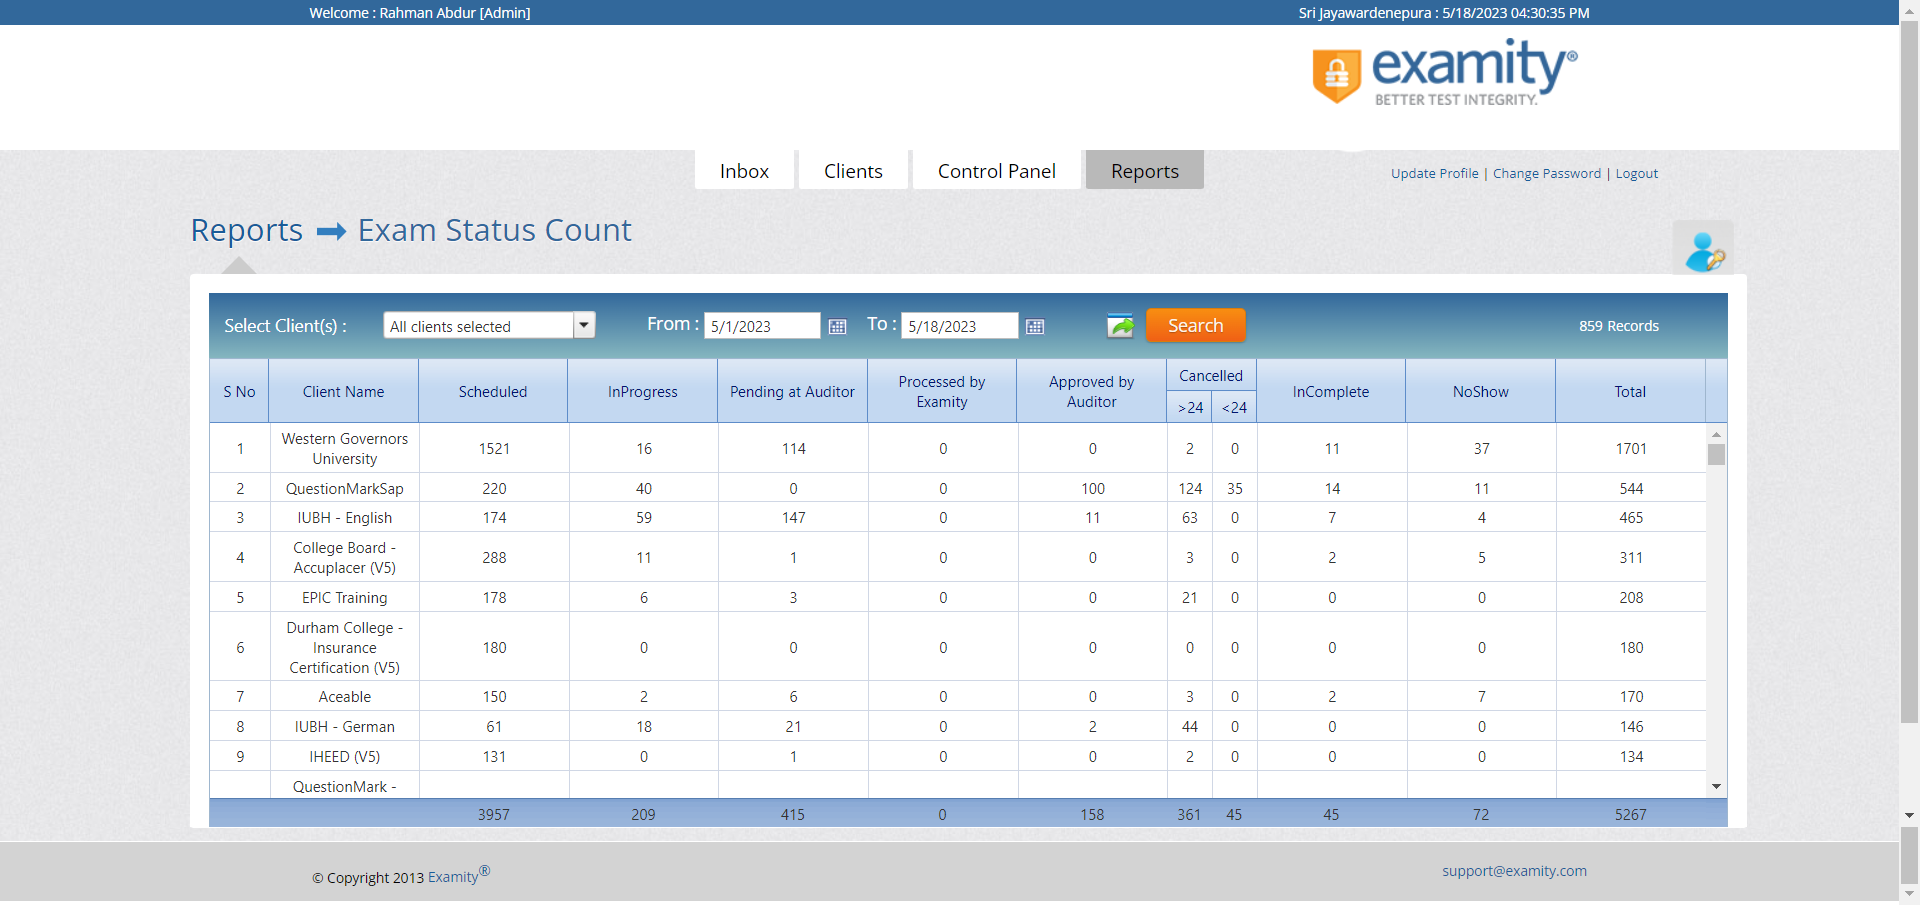 Welcome : Rahman Abdur [Admin]
Sri Jayawardenepura : 5/18/2023 04:30:35 PM
examity®
BETTER TEST INTEGRITY.
Inbox Clients Control Panel Reports
Update Profile | Change Password | Logout
Reports Exam Status Count
Select Client(s) : All clients selected From : 5/1/2023 To : 5/18/2023 Search 859 Records
S No Client Name Scheduled InProgress Pending at Auditor Processed by Examity Approved by Auditor Cancelled >24 <24 InComplete NoShow Total
1 Western Governors University 1521 16 114 0 0 2 0 11 37 1701
2 QuestionMarkSap 220 40 0 0 100 124 35 14 11 544
3 IUBH - English 174 59 147 0 11 63 0 7 4 465
4 College Board - Accuplacer (V5) 288 11 1 0 0 3 0 2 5 311
5 EPIC Training 178 6 3 0 0 21 0 0 0 208
6 Durham College - Insurance Certification (V5) 180 0 0 0 0 0 0 0 0 180
7 Aceable 150 2 6 0 0 3 0 2 7 170
8 IUBH - German 61 18 21 0 2 44 0 0 0 146
9 IHEED (V5) 131 0 1 0 0 2 0 0 0 134
QuestionMark -
3957 209 415 0 158 361 45 45 72 5267
© Copyright 2013 Examity®
support@examity.com